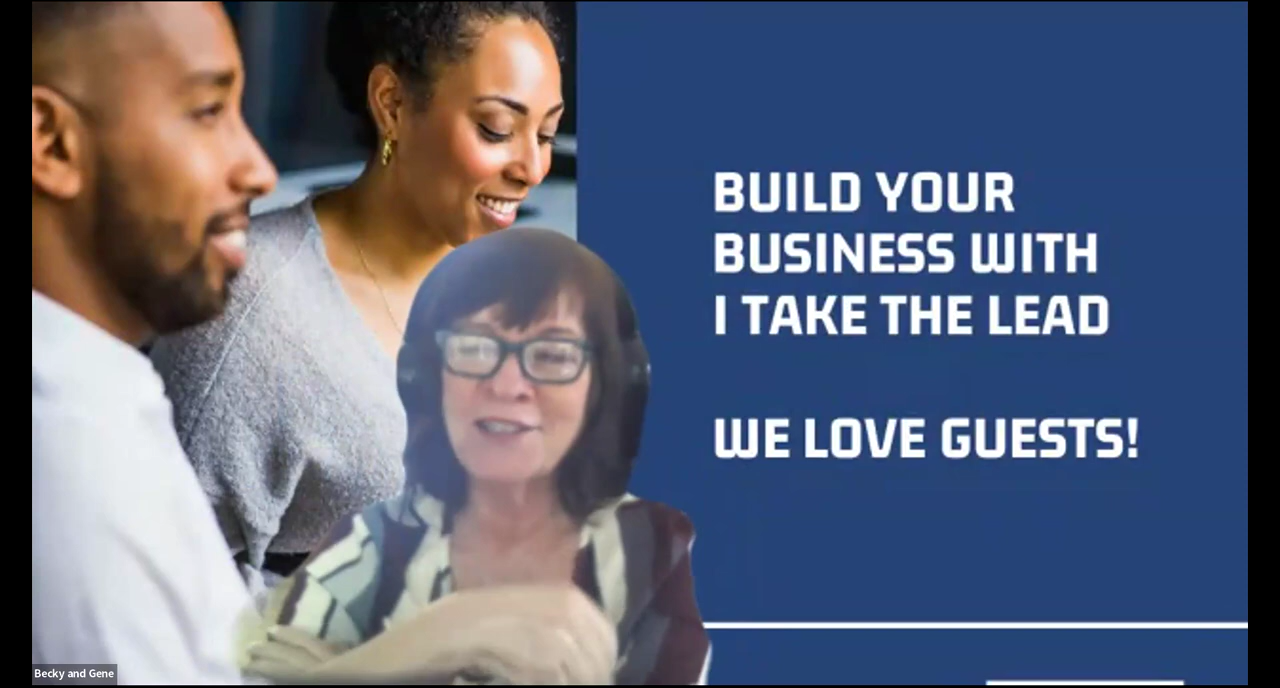 BUILD YOUR
BUSINESS WITH
I TAKE THE LEAD
WE LOVE GUESTS!
Becky and Gene